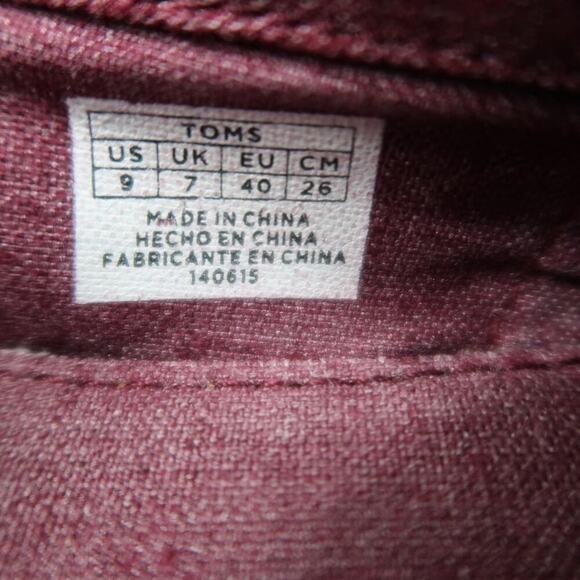 TOMS
US UK EU CM
9 7 40 26
MADE IN CHINA
HECHO EN CHINA
FABRICANTE EN CHINA
140615